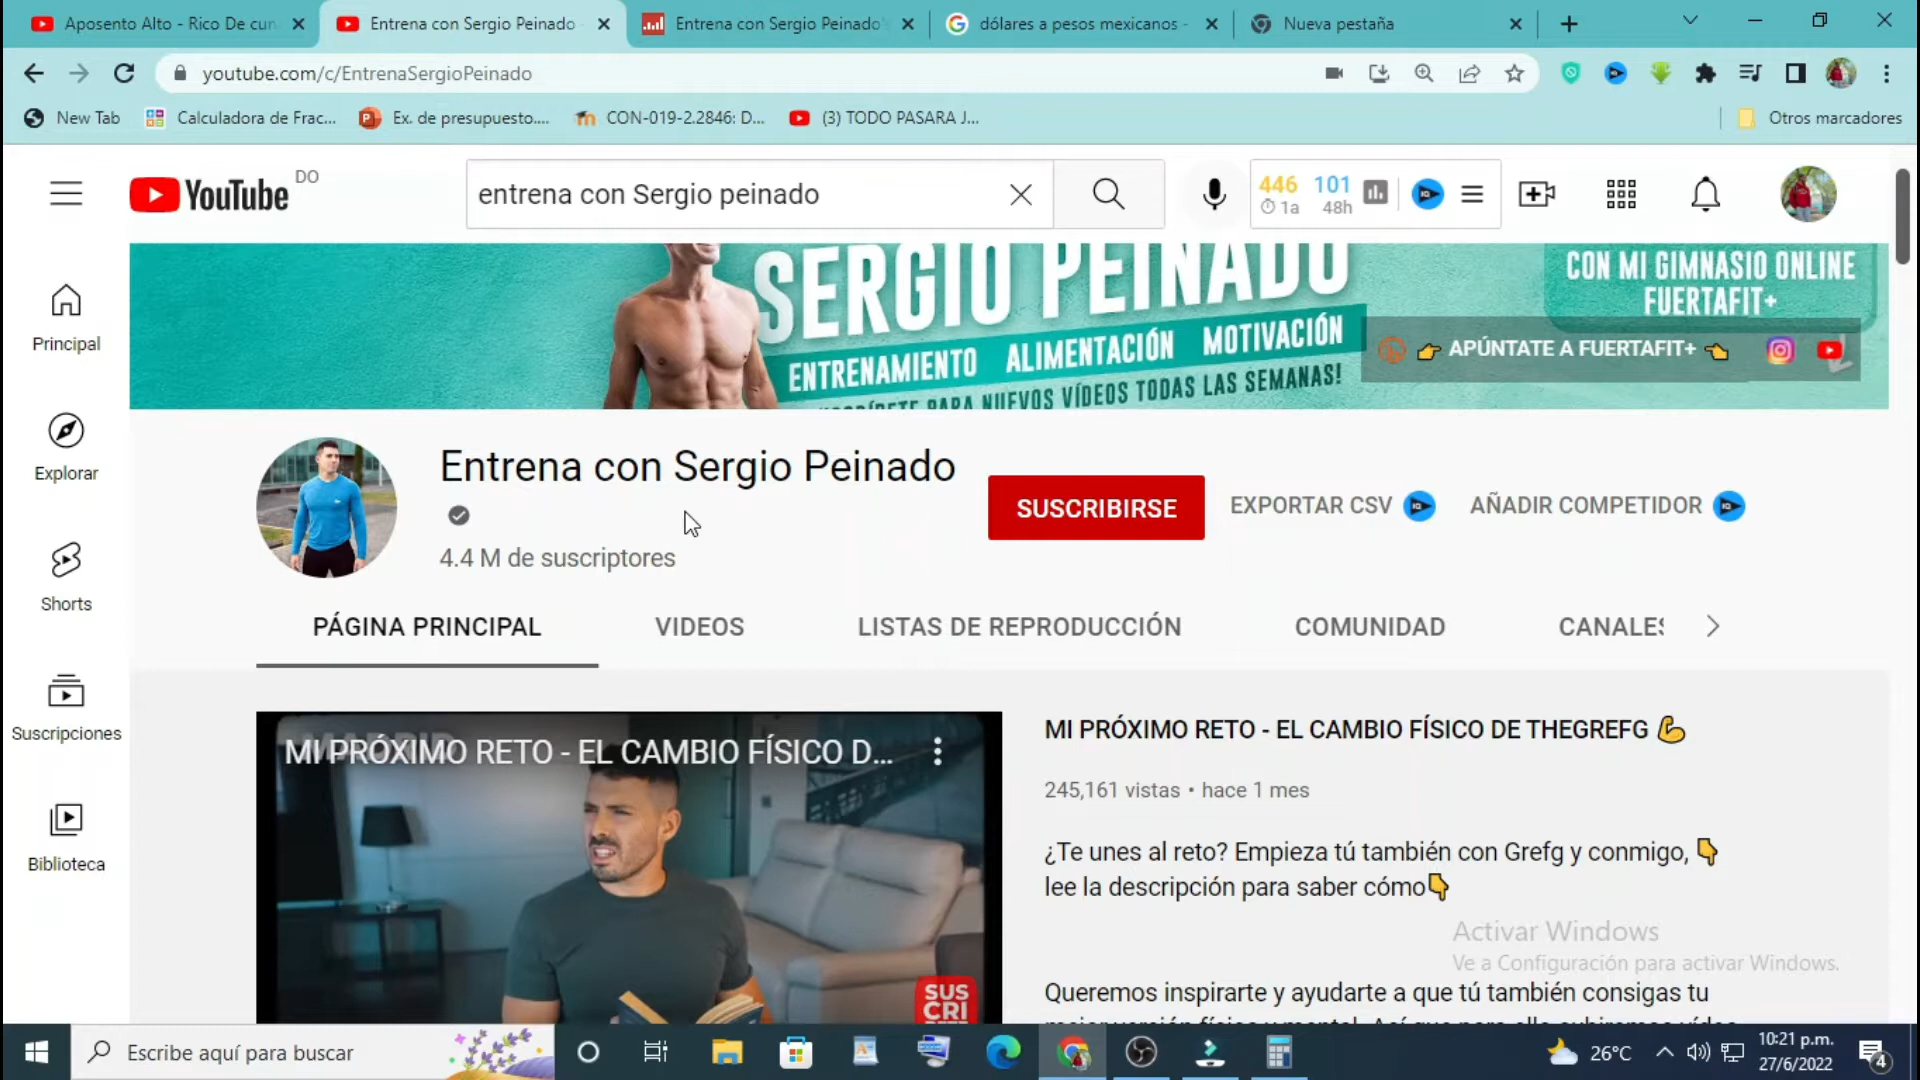 Aposento Alto - Rico De cun
Entrena con Sergio Peinado
Entrena con Sergio Peinado's
dólares a pesos mexicanos -
Nueva pestaña
youtube.com/c/EntrenaSergioPeinado
New Tab
Calculadora de Frac...
Ex. de presupuesto....
CON-019-2.2846: D...
(3) TODO PASARA J...
Otros marcadores
YouTube DO
entrena con Sergio peinado
446 101
1a 48h
SERGIO PEINADO
ENTRENAMIENTO ALIMENTACIÓN MOTIVACIÓN
PARA NUEVOS VÍDEOS TODAS LAS SEMANAS!
CON MI GIMNASIO ONLINE
FUERTAFIT+
👉 APÚNTATE A FUERTAFIT+ 👈
Principal
Explorar
Shorts
Suscripciones
Biblioteca
Entrena con Sergio Peinado
4.4 M de suscriptores
SUSCRIBIRSE
EXPORTAR CSV
AÑADIR COMPETIDOR
PÁGINA PRINCIPAL
VIDEOS
LISTAS DE REPRODUCCIÓN
COMUNIDAD
CANALES
MI PRÓXIMO RETO - EL CAMBIO FÍSICO D...
SUS
CRI
MI PRÓXIMO RETO - EL CAMBIO FÍSICO DE THEGREFG 💪
245,161 vistas • hace 1 mes
¿Te unes al reto? Empieza tú también con Grefg y conmigo, 👇
lee la descripción para saber cómo👇
Queremos inspirarte y ayudarte a que tú también consigas tu
Activar Windows
Ve a Configuración para activar Windows.
Escribe aquí para buscar
26°C
10:21 p.m.
27/6/2022
4